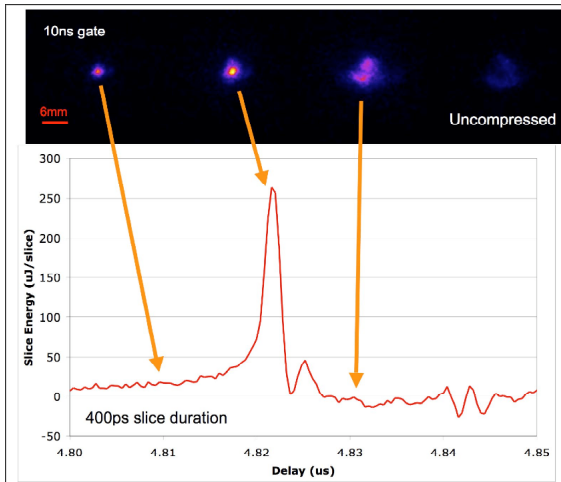 10ns gate
6mm
Uncompressed
300
250
200
150
100
50
0
-50
Slice Energy (uJ/slice)
400ps slice duration
4.80 4.81 4.82 4.83 4.84 4.85
Delay (us)